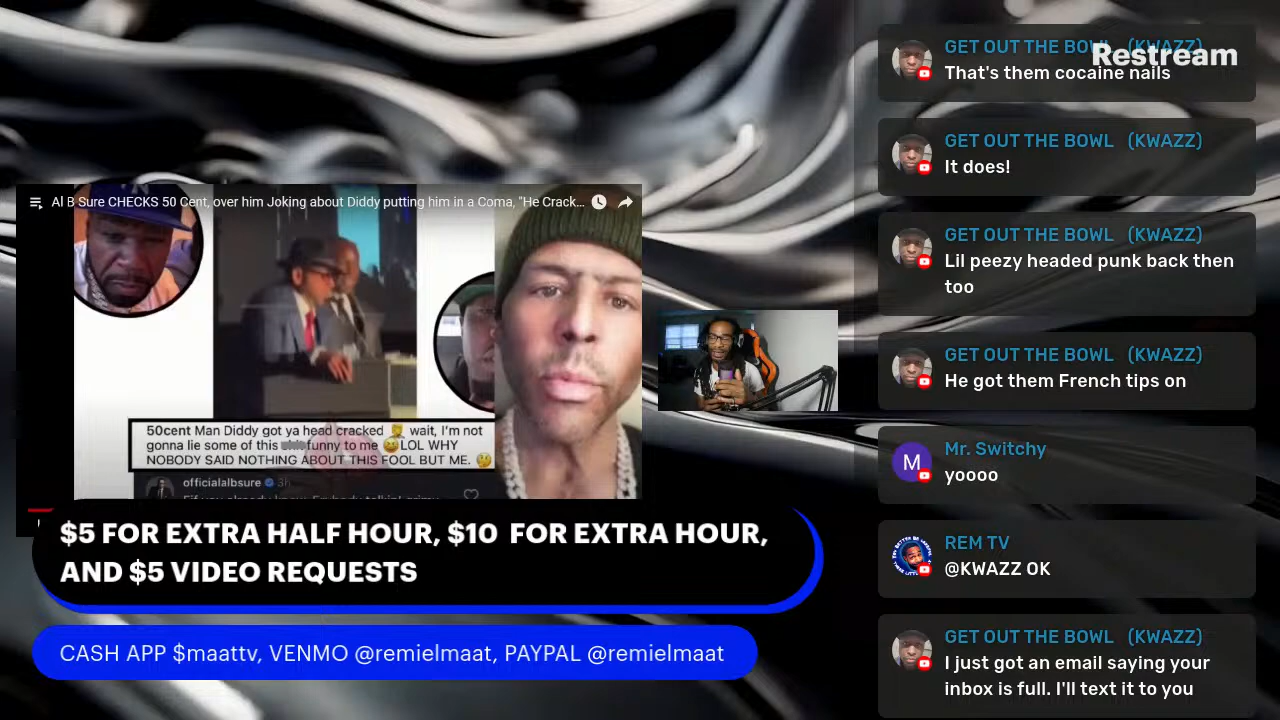 Al B Sure CHECKS 50 Cent, over him Joking about Diddy putting him in a Coma, "He Crack...
50cent Man Diddy got ya head cracked 🤦 wait, I'm not
gonna lie some of this funny to me 😂LOL WHY
NOBODY SAID NOTHING ABOUT THIS FOOL BUT ME. 🤔
officialalbsure 3h
$5 FOR EXTRA HALF HOUR, $10 FOR EXTRA HOUR,
AND $5 VIDEO REQUESTS
CASH APP $maattv, VENMO @remielmaat, PAYPAL @remielmaat
Restream
GET OUT THE BOWL (KWAZZ)
That's them cocaine nails
GET OUT THE BOWL (KWAZZ)
It does!
GET OUT THE BOWL (KWAZZ)
Lil peezy headed punk back then
too
GET OUT THE BOWL (KWAZZ)
He got them French tips on
M
Mr. Switchy
yoooo
REM TV
@KWAZZ OK
GET OUT THE BOWL (KWAZZ)
I just got an email saying your
inbox is full. I'll text it to you